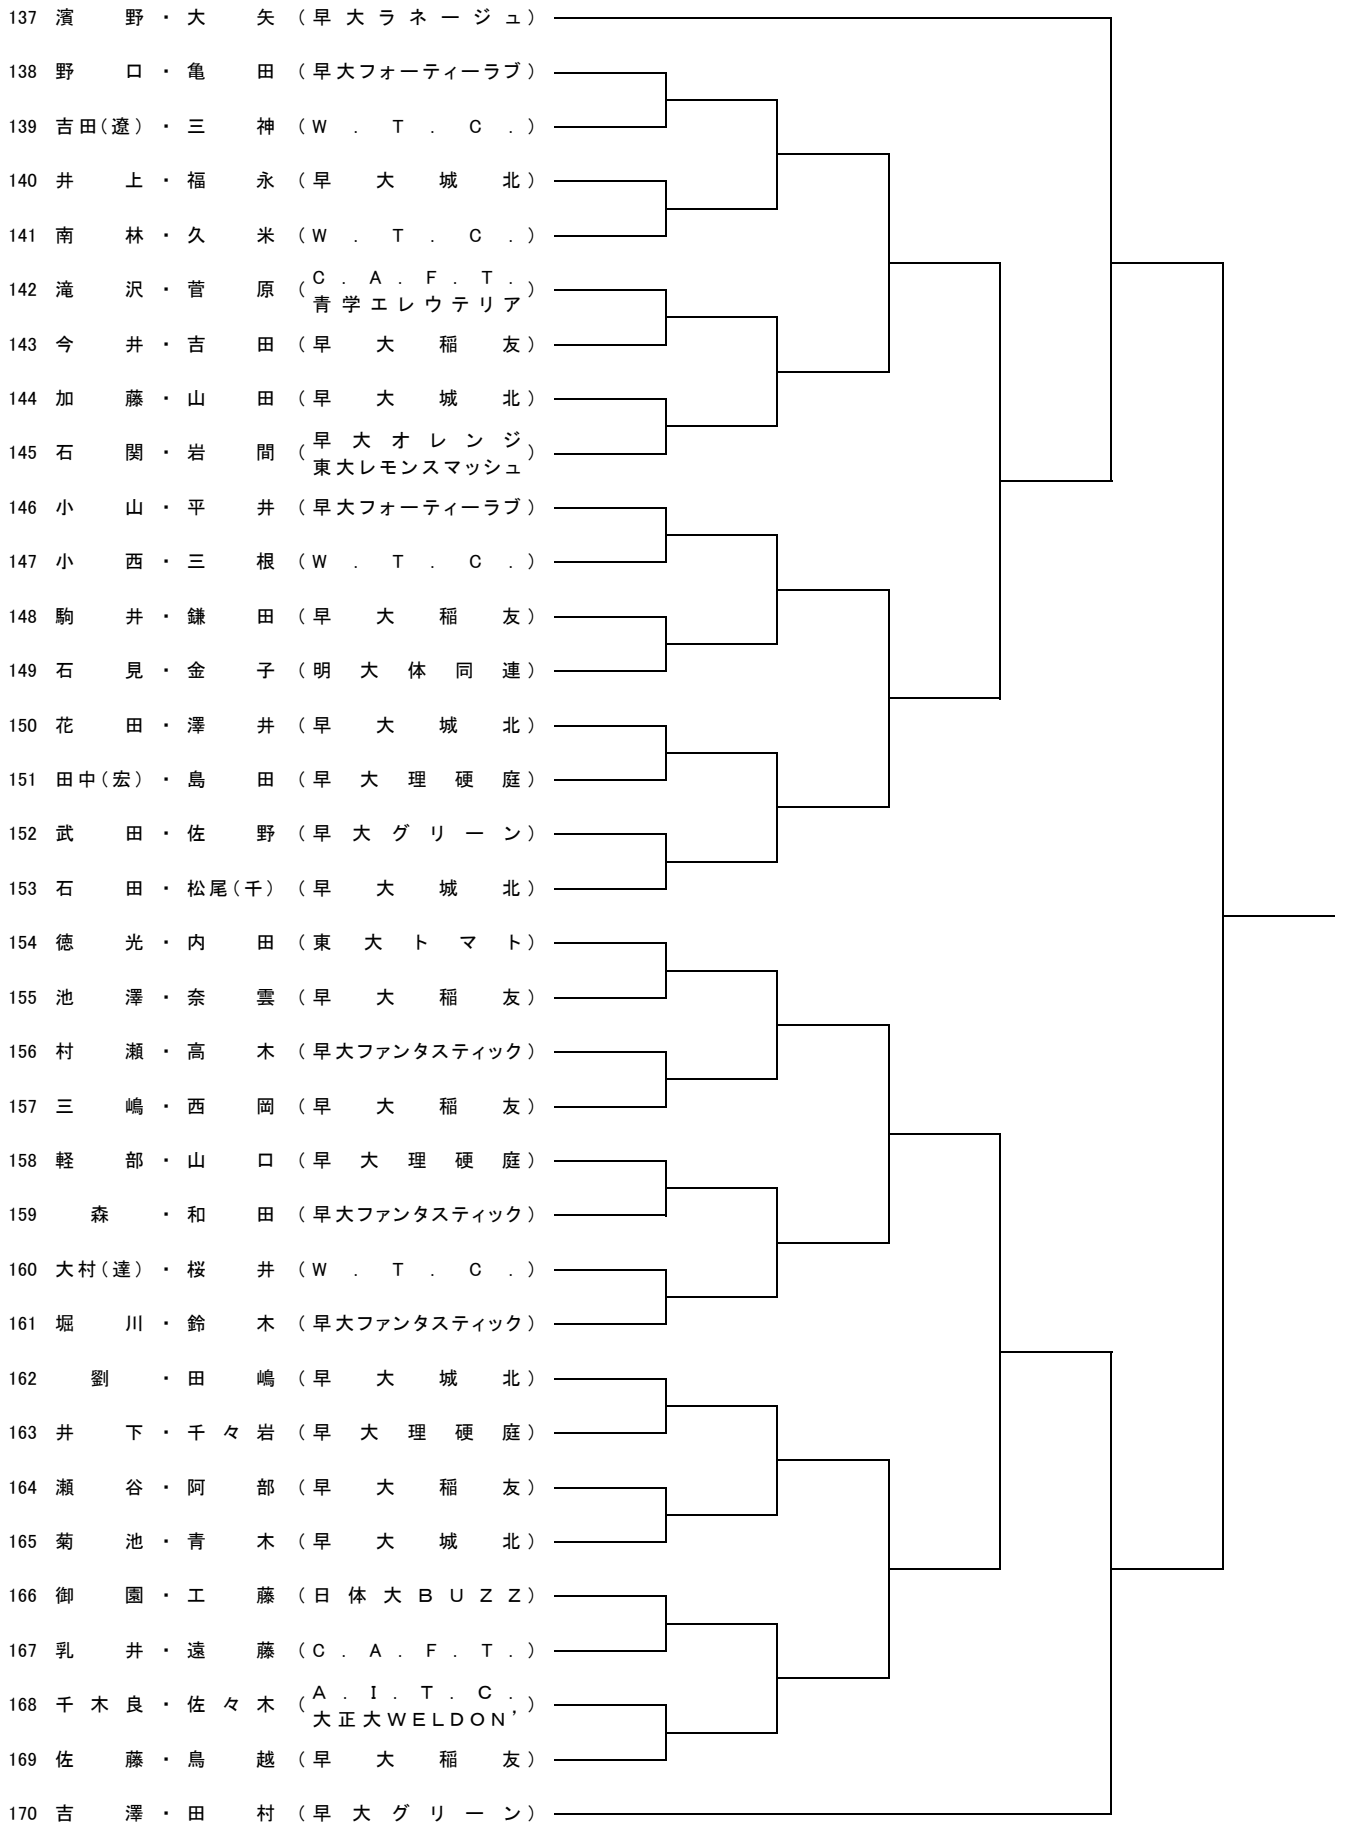 137 濱野・大矢（早大ラネージュ）
138 野口・亀田（早大フォーティーラブ）
139 吉田（遼）・三神（W.T.C.）
140 井上・福永（早大城北）
141 南林・久米（W.T.C.）
142 滝沢・菅原（C.A.F.T.
青学エレウテリア）
143 今井・吉田（早大稲友）
144 加藤・山田（早大城北）
145 石関・岩間（早大オレンジ
東大レモンスマッシュ）
146 小山・平井（早大フォーティーラブ）
147 小西・三根（W.T.C.）
148 駒井・鎌田（早大稲友）
149 石見・金子（明大体同連）
150 花田・澤井（早大城北）
151 田中（宏）・島田（早大理硬庭）
152 武田・佐野（早大グリーン）
153 石田・松尾（千）（早大城北）
154 徳光・内田（東大トマト）
155 池澤・奈雲（早大稲友）
156 村瀬・高木（早大ファンタスティック）
157 三嶋・西岡（早大稲友）
158 軽部・山口（早大理硬庭）
159 森・和田（早大ファンタスティック）
160 大村（達）・桜井（W.T.C.）
161 堀川・鈴木（早大ファンタスティック）
162 劉・田嶋（早大城北）
163 井下・千々岩（早大理硬庭）
164 瀬谷・阿部（早大稲友）
165 菊池・青木（早大城北）
166 御園・工藤（日体大BUZZ）
167 乳井・遠藤（C.A.F.T.）
168 千木良・佐々木（A.I.T.C.
大正大WELDON’）
169 佐藤・鳥越（早大稲友）
170 吉澤・田村（早大グリーン）